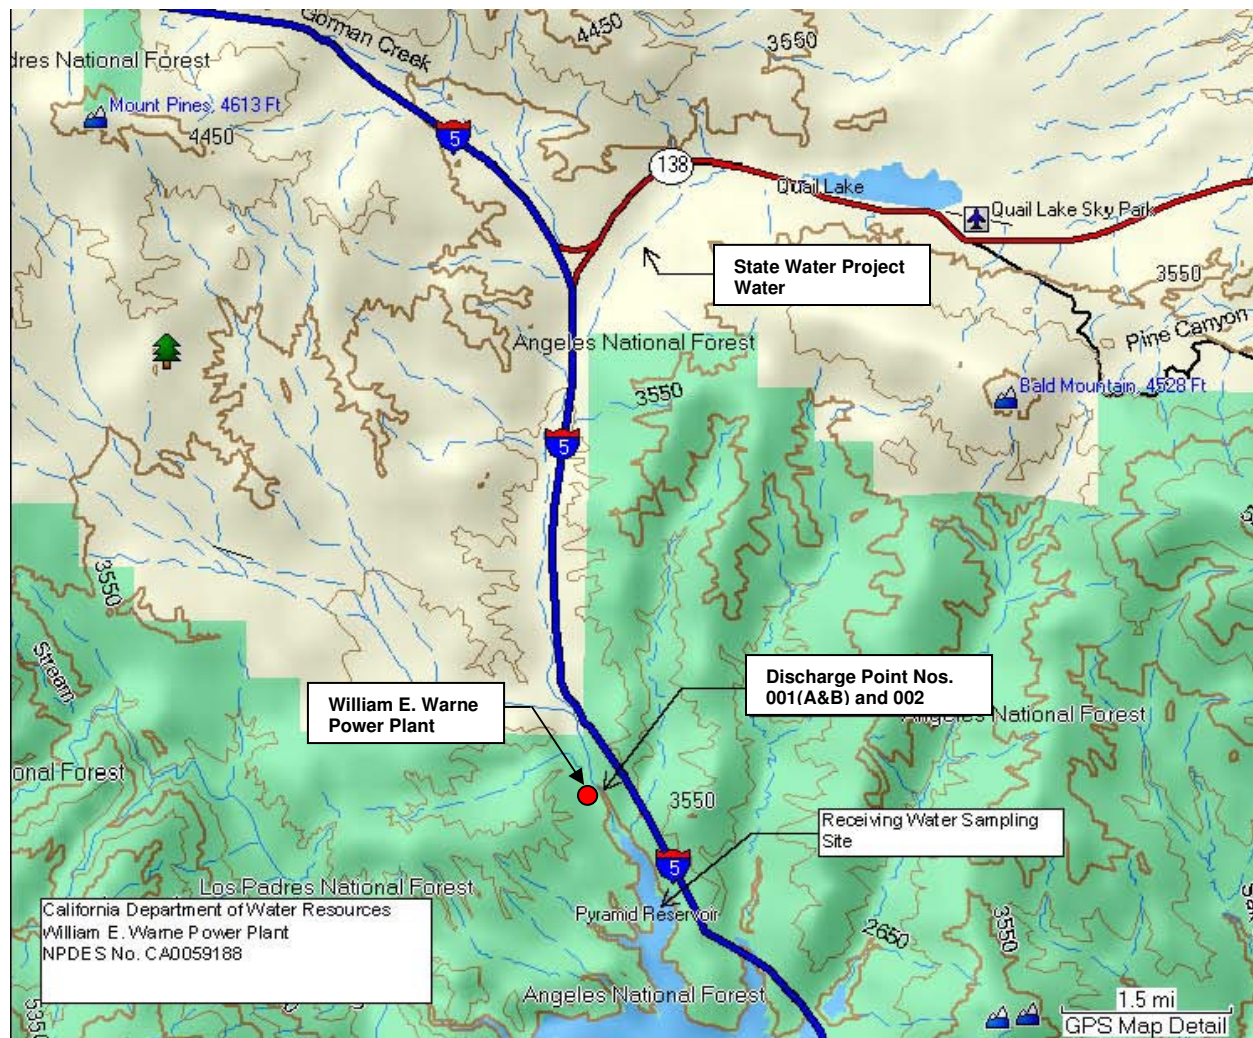 Gorman Creek
4450
3550
dres National Forest
Mount Pines, 4613 Ft
4450
5
138
Quail Lake
Quail Lake Sky Park
State Water Project
Water
3550
Pine Canyon
Angeles National Forest
3550
Bald Mountain, 4528 Ft
5
3550
Stream
William E. Warne
Power Plant
Discharge Point Nos.
001(A&B) and 002
Angeles National Forest
onal Forest
3550
Receiving Water Sampling
Site
5
Los Padres National Forest
Pyramid Reservoir
California Department of Water Resources
William E. Warne Power Plant
NPDES No. CA0059188
2650
3550
Angeles National Forest
5350
1.5 mi
GPS Map Detail